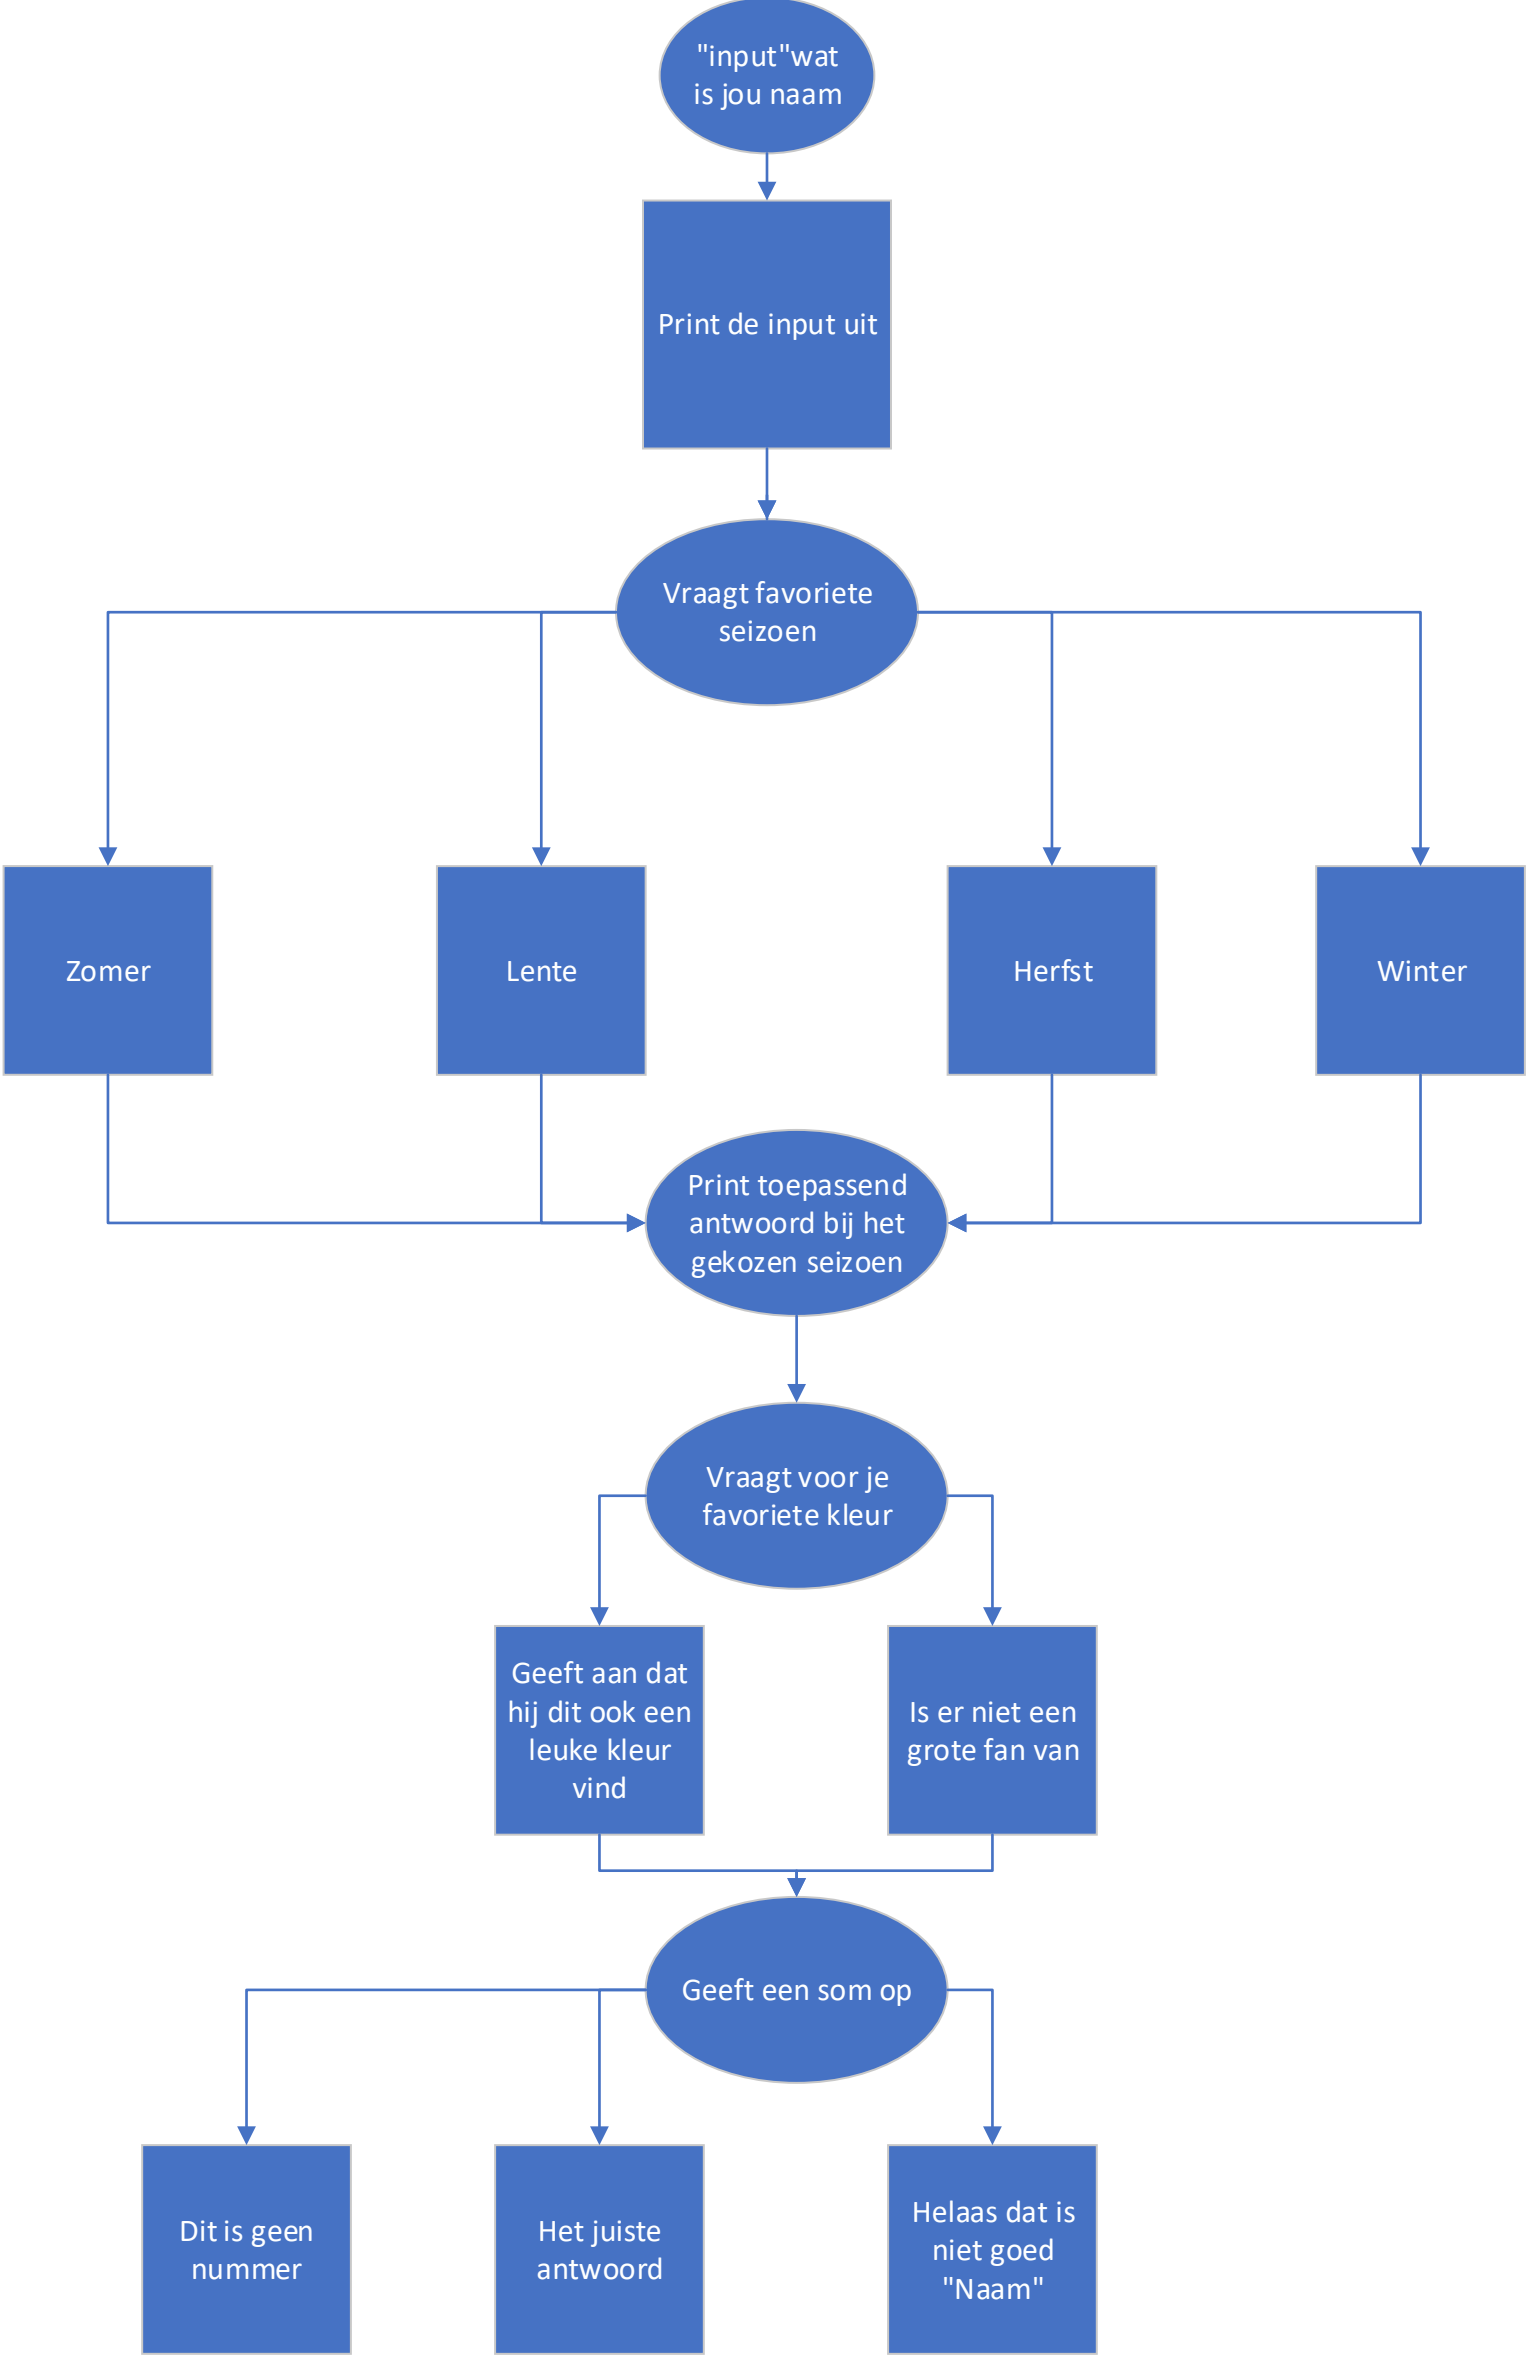 "input"wat
is jou naam
Print de input uit
Vraagt favoriete
seizoen
Zomer
Lente
Herfst
Winter
Print toepassend
antwoord bij het
gekozen seizoen
Vraagt voor je
favoriete kleur
Geeft aan dat
hij dit ook een
leuke kleur
vind
Is er niet een
grote fan van
Geeft een som op
Dit is geen
nummer
Het juiste
antwoord
Helaas dat is
niet goed
"Naam"